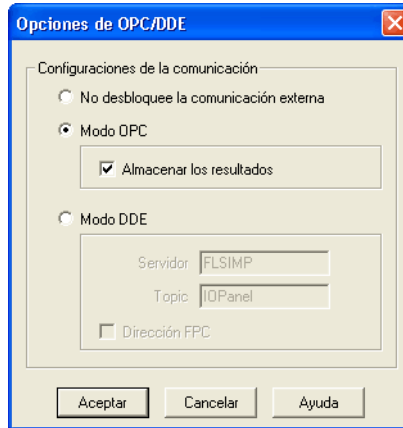 Opciones de OPC/DDE
Configuraciones de la comunicación
No desbloquee la comunicación externa
Modo OPC
Almacenar los resultados
Modo DDE
Servidor FLSIMP
Topic IOPanel
Dirección FPC
Aceptar Cancelar Ayuda